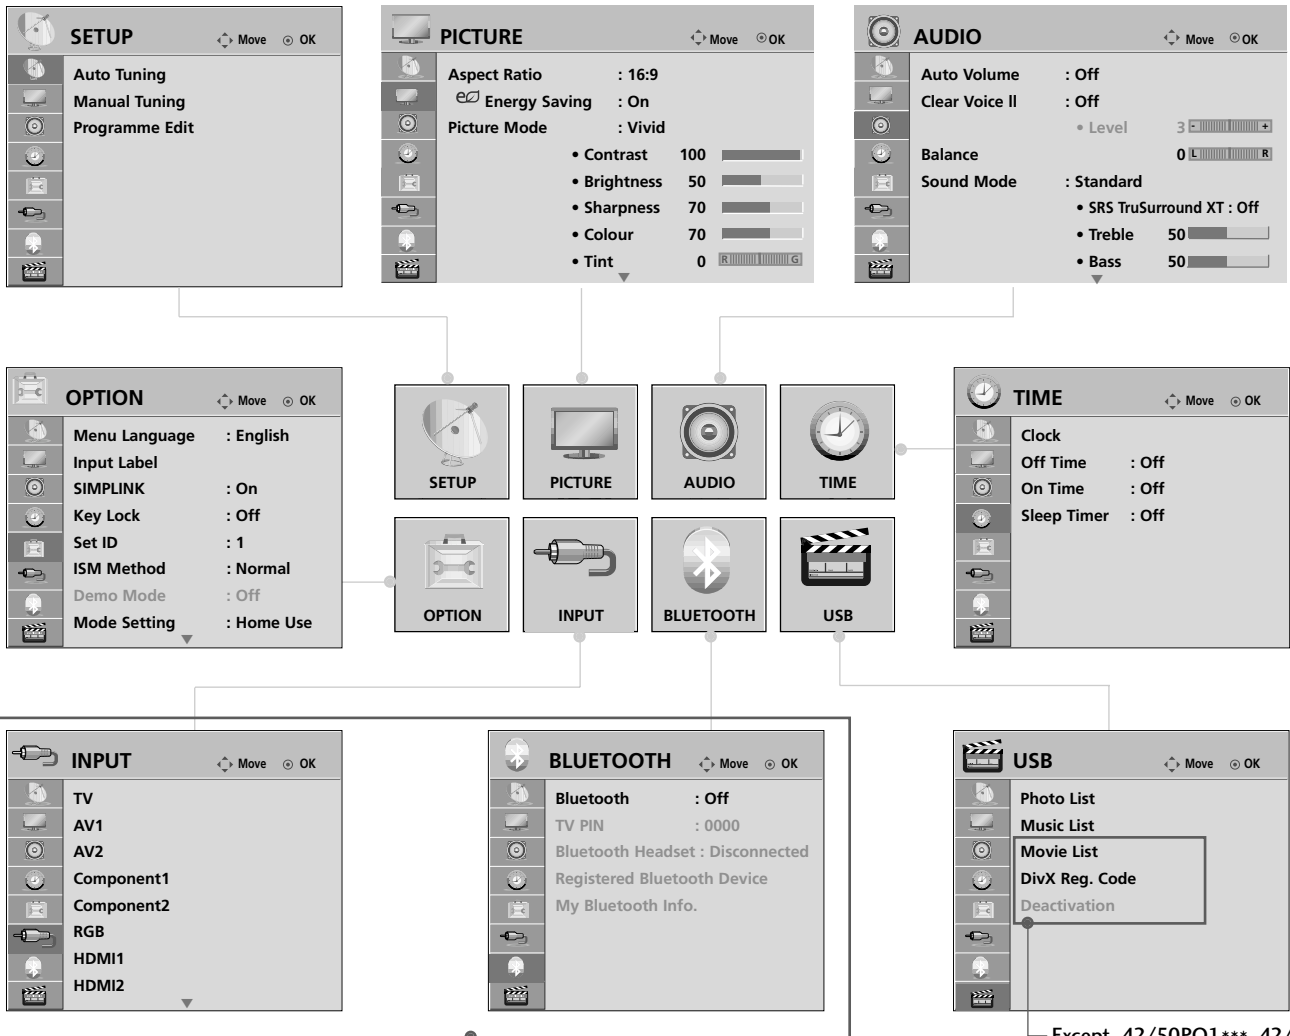 SETUP Move OK
Auto Tuning
Manual Tuning
Programme Edit
PICTURE Move OK
Aspect Ratio : 16:9
Energy Saving : On
Picture Mode : Vivid
• Contrast 100
• Brightness 50
• Sharpness 70
• Colour 70
• Tint 0 R G
AUDIO Move OK
Auto Volume : Off
Clear Voice II : Off
• Level 3 - +
Balance 0 L R
Sound Mode : Standard
• SRS TruSurround XT : Off
• Treble 50
• Bass 50
OPTION Move OK
Menu Language : English
Input Label
SIMPLINK : On
Key Lock : Off
Set ID : 1
ISM Method : Normal
Demo Mode : Off
Mode Setting : Home Use
SETUP
PICTURE
AUDIO
TIME
OPTION
INPUT
BLUETOOTH
USB
TIME Move OK
Clock
Off Time : Off
On Time : Off
Sleep Timer : Off
INPUT Move OK
TV
AV1
AV2
Component1
Component2
RGB
HDMI1
HDMI2
BLUETOOTH Move OK
Bluetooth : Off
TV PIN : 0000
Bluetooth Headset : Disconnected
Registered Bluetooth Device
My Bluetooth Info.
USB Move OK
Photo List
Music List
Movie List
DivX Reg. Code
Deactivation
Except 42/50PQ1***, 42/